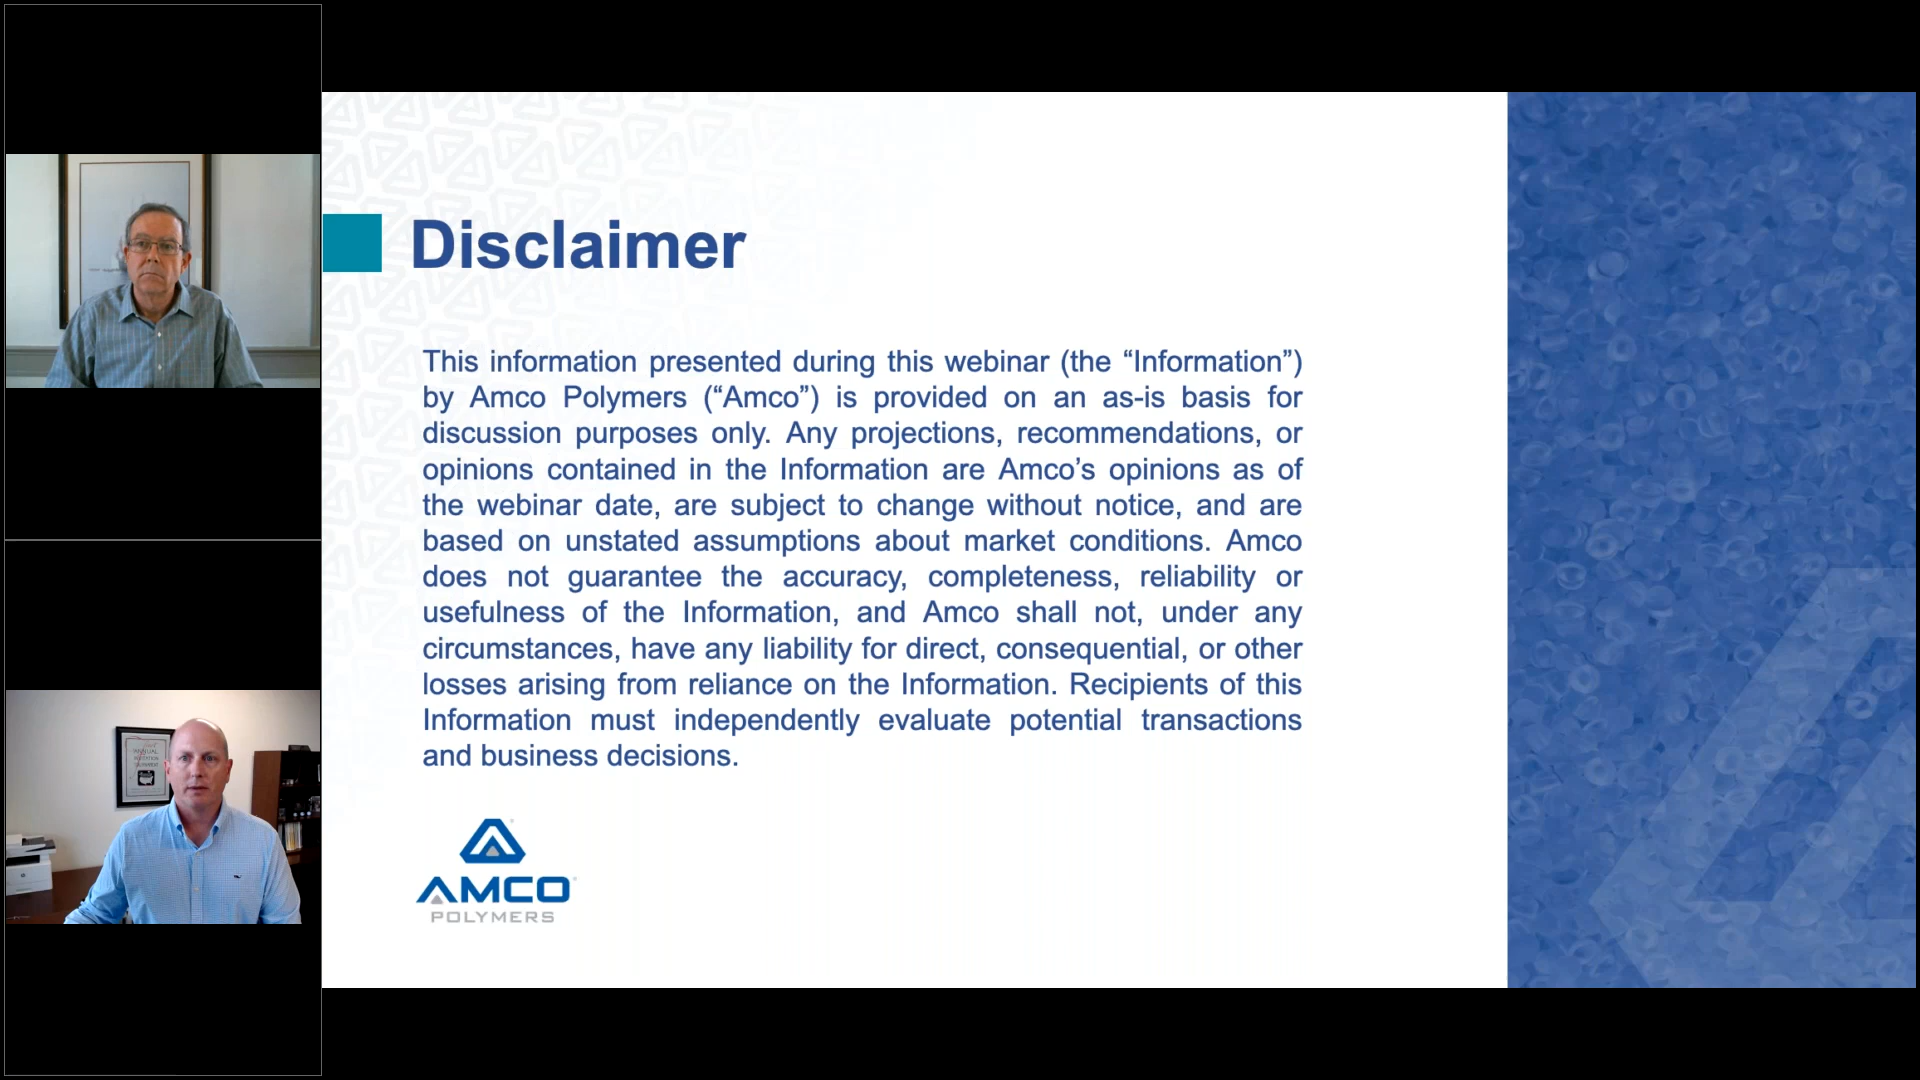 Disclaimer
This information presented during this webinar (the “Information”)
by Amco Polymers (“Amco”) is provided on an as-is basis for
discussion purposes only. Any projections, recommendations, or
opinions contained in the Information are Amco’s opinions as of
the webinar date, are subject to change without notice, and are
based on unstated assumptions about market conditions. Amco
does not guarantee the accuracy, completeness, reliability or
usefulness of the Information, and Amco shall not, under any
circumstances, have any liability for direct, consequential, or other
losses arising from reliance on the Information. Recipients of this
Information must independently evaluate potential transactions
and business decisions.
AMCO
POLYMERS
ANNUAL